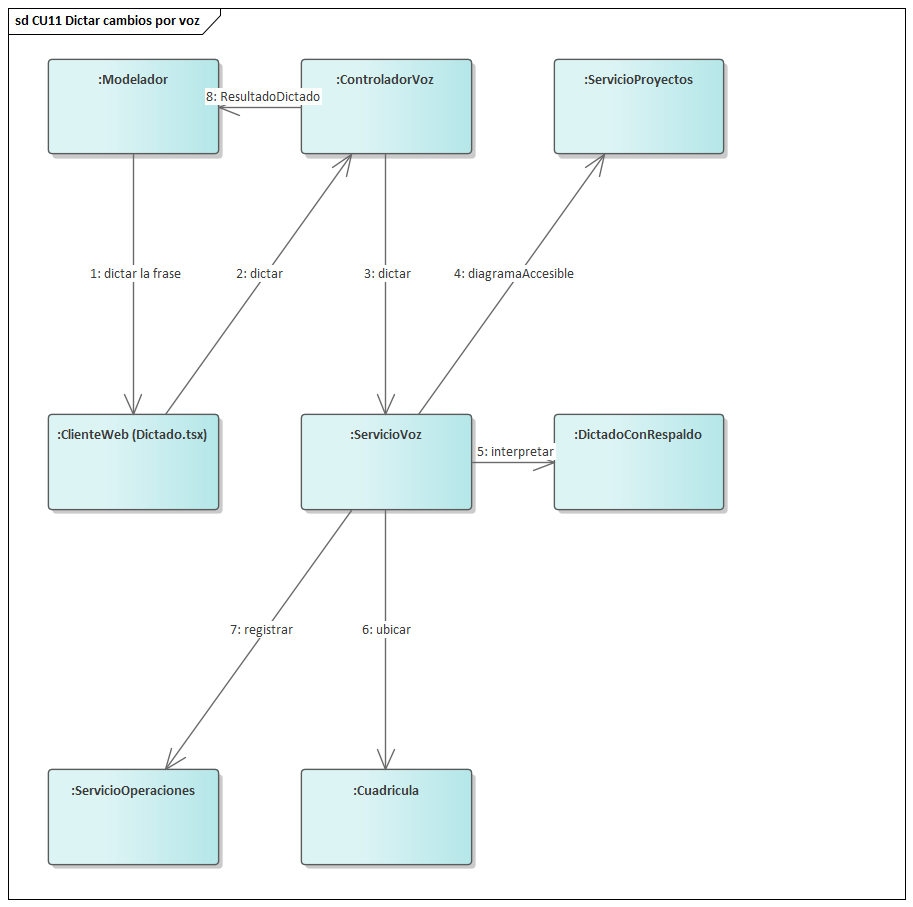 sd CU11 Dictar cambios por voz
:Modelador
:ControladorVoz
:ServicioProyectos
8: ResultadoDictado
1: dictar la frase
2: dictar
3: dictar
4: diagramaAccesible
:ClienteWeb (Dictado.tsx)
:ServicioVoz
:DictadoConRespaldo
5: interpretar
7: registrar
6: ubicar
:ServicioOperaciones
:Cuadricula